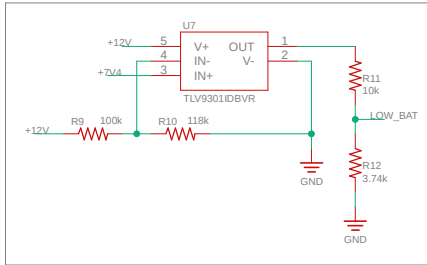 U7
+12V 5 V+ OUT 1
4 IN- V- 2
+7V4 3 IN+
TLV9301IDBVR
R11
10k
LOW_BAT
R9 100k R10 118k
+12V
R12
3.74k
GND
GND